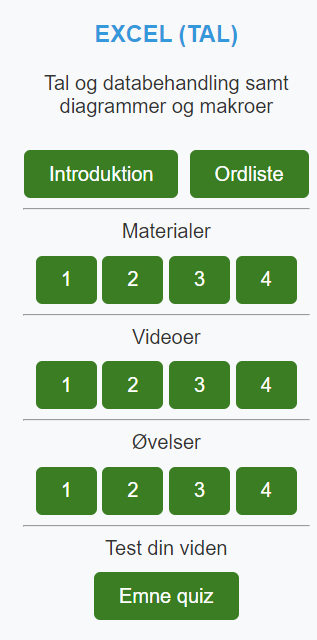 EXCEL (TAL)
Tal og databehandling samt
diagrammer og makroer
Introduktion Ordliste
Materialer
1 2 3 4
Videoer
1 2 3 4
Øvelser
1 2 3 4
Test din viden
Emne quiz